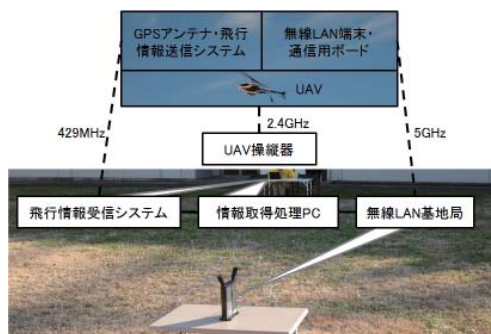 GPSアンテナ・飛行
情報送信システム
無線LAN端末・
通信用ボード
UAV
429MHz
2.4GHz
5GHz
UAV操縦器
飛行情報受信システム
情報取得処理PC
無線LAN基地局